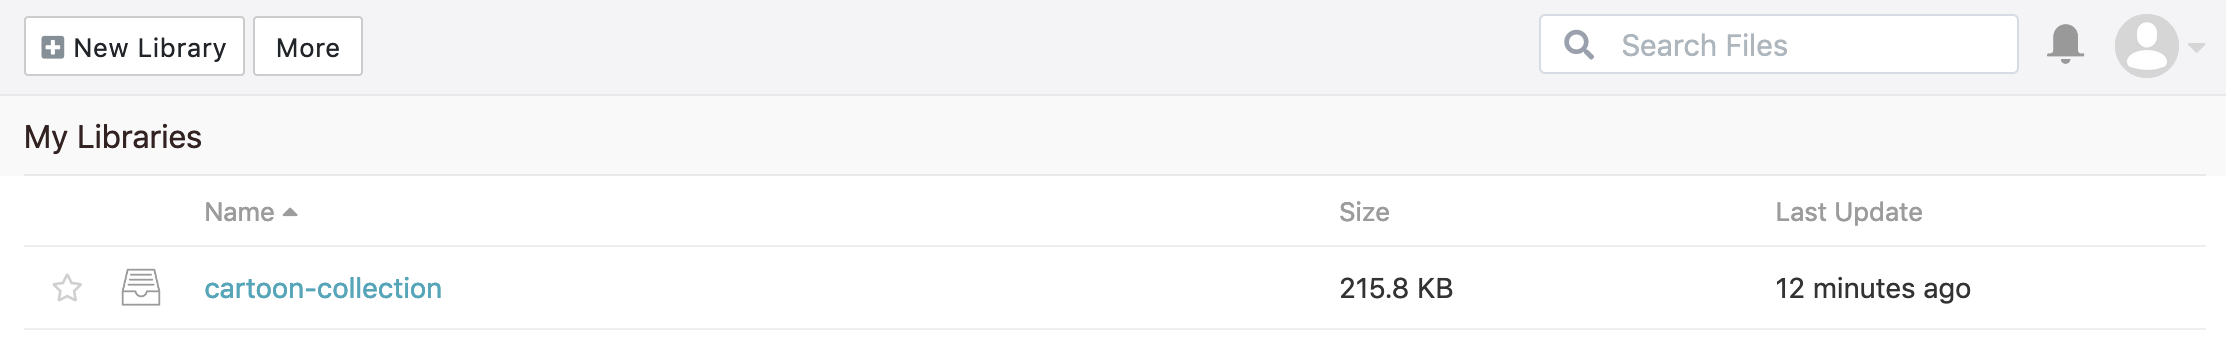 New Library More Search Files
My Libraries
Name Size Last Update
cartoon-collection 215.8 KB 12 minutes ago